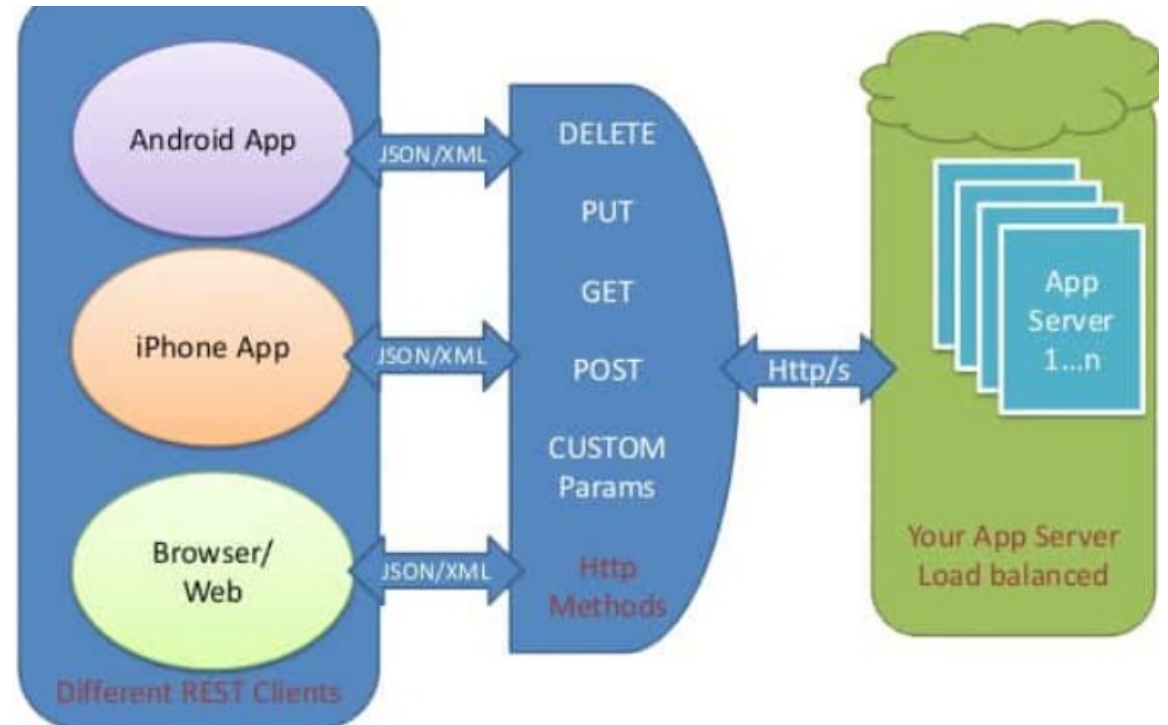 Android App
JSON/XML
iPhone App
JSON/XML
Browser/
Web
JSON/XML
Different REST Clients
DELETE
PUT
GET
POST
CUSTOM
Params
Http
Methods
Http/s
App
Server
1...n
Your App Server
Load balanced